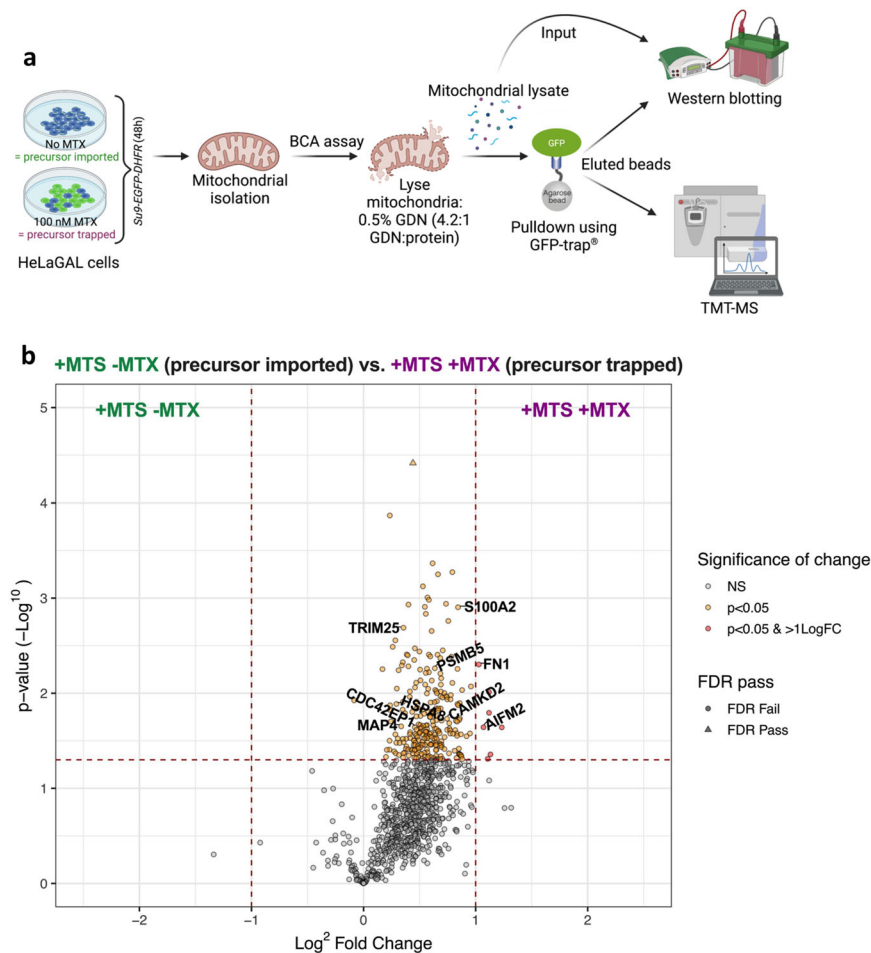 a
No MTX
= precursor imported
100 nM MTX
= precursor trapped
HeLaGAL cells
Su9-EGFP-DHFR (48h)
Mitochondrial
isolation
BCA assay
Lyse
mitochondria:
0.5% GDN (4.2:1
GDN:protein)
Mitochondrial lysate
Input
GFP
Agarose
bead
Pulldown using
GFP-trap®
Eluted beads
Western blotting
TMT-MS
b
+MTS -MTX (precursor imported) vs. +MTS +MTX (precursor trapped)
+MTS -MTX
+MTS +MTX
5
4
3
2
1
0
p-value (−Log¹⁰)
S100A2
TRIM25
PSMB5
FN1
CDC42EP1
HSPA8
CAMKD2
MAP4
AIFM2
−2
−1
0
1
2
Log² Fold Change
Significance of change
NS
p<0.05
p<0.05 & >1LogFC
FDR pass
FDR Fail
FDR Pass